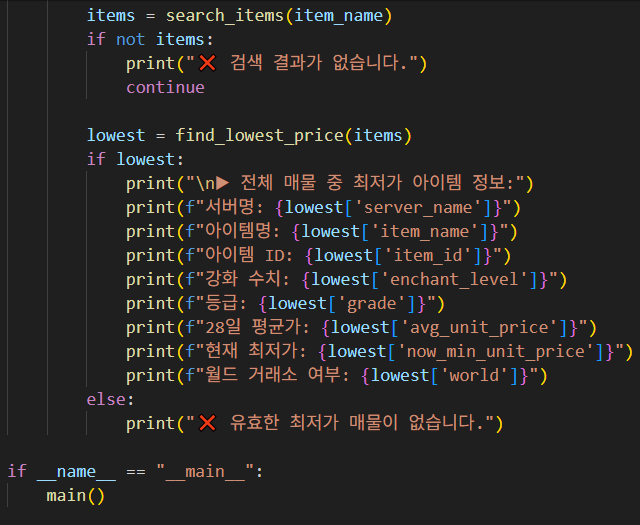 items = search_items(item_name)
if not items:
print("❌ 검색 결과가 없습니다.")
continue
lowest = find_lowest_price(items)
if lowest:
print("\n▶ 전체 매물 중 최저가 아이템 정보:")
print(f"서버명: {lowest['server_name']}")
print(f"아이템명: {lowest['item_name']}")
print(f"아이템 ID: {lowest['item_id']}")
print(f"강화 수치: {lowest['enchant_level']}")
print(f"등급: {lowest['grade']}")
print(f"28일 평균가: {lowest['avg_unit_price']}")
print(f"현재 최저가: {lowest['now_min_unit_price']}")
print(f"월드 거래소 여부: {lowest['world']}")
else:
print("❌ 유효한 최저가 매물이 없습니다.")
if __name__ == "__main__":
main()